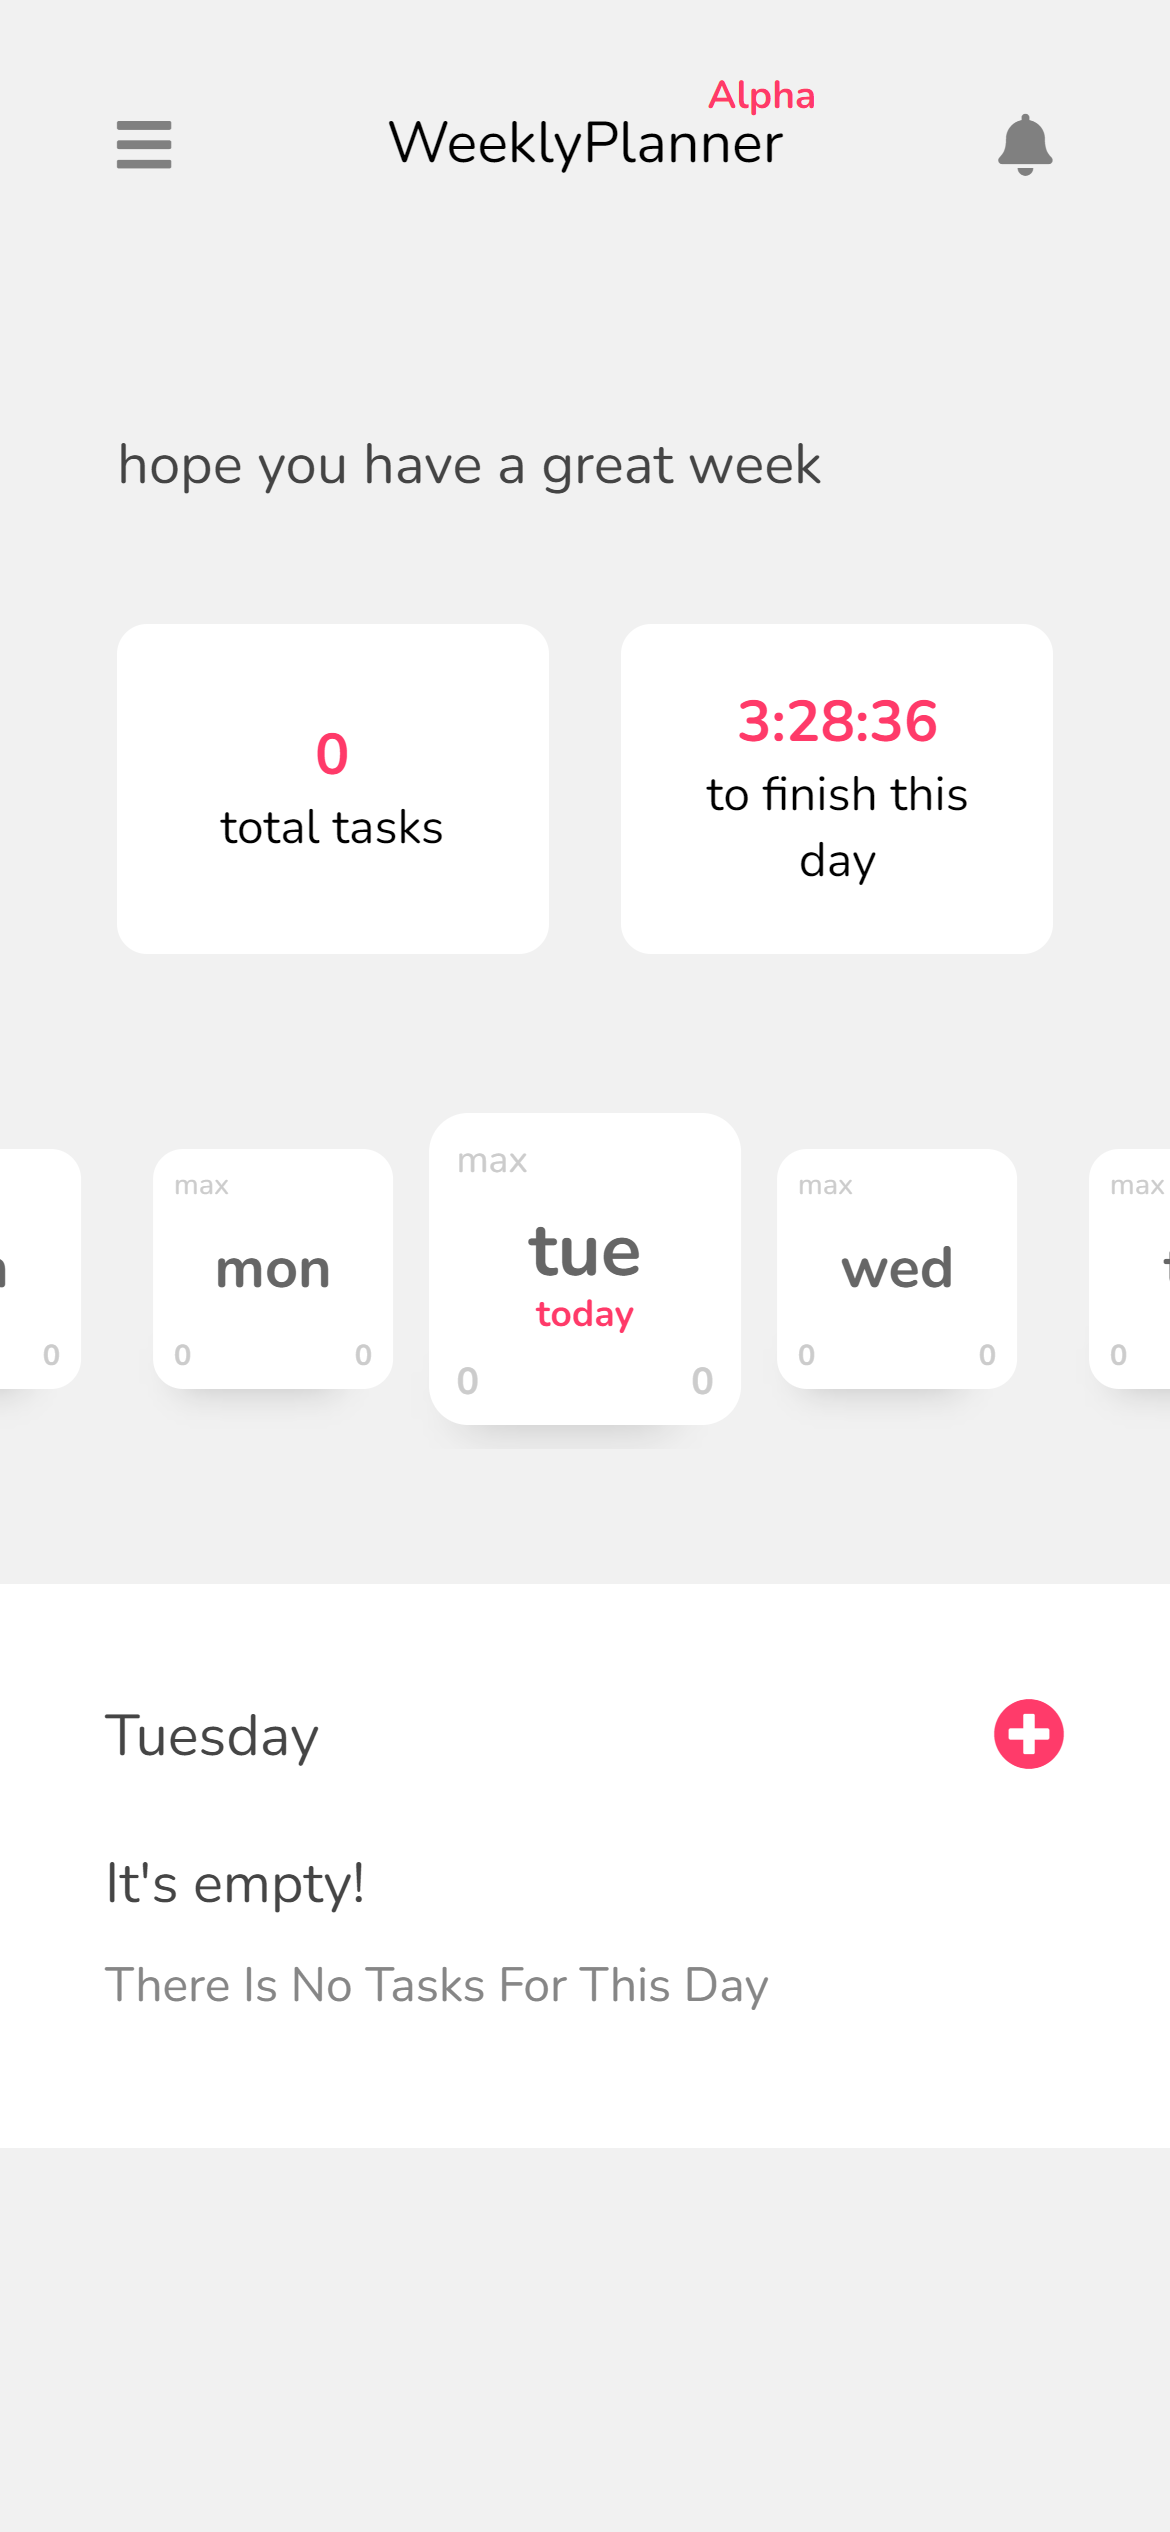 Alpha
WeeklyPlanner
hope you have a great week
0
total tasks
3:28:36
to finish this
day
0
max
mon
0 0
max
tue
today
0 0
max
wed
0 0
max
0
Tuesday
It's empty!
There Is No Tasks For This Day